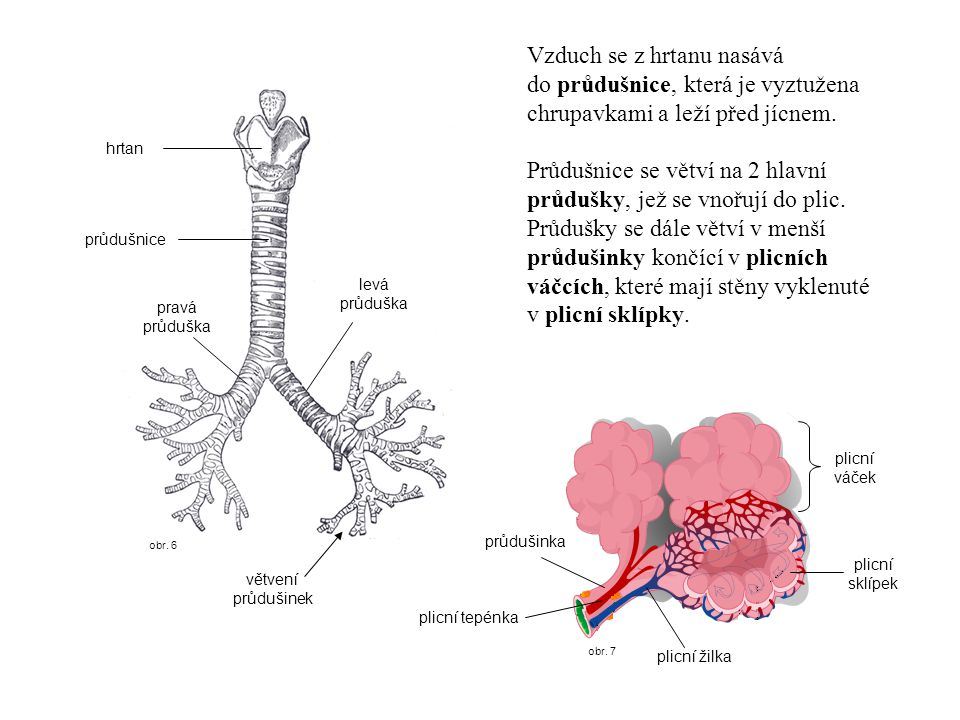 Vzduch se z hrtanu nasává
do průdušnice, která je vyztužena
chrupavkami a leží před jícnem.
Průdušnice se větví na 2 hlavní
průdušky, jež se vnořují do plic.
Průdušky se dále větví v menší
průdušinky končící v plicních
váčcích, které mají stěny vyklenuté
v plicní sklípky.
hrtan
průdušnice
levá
průduška
pravá
průduška
obr. 6
větvení
průdušinek
plicní
váček
průdušinka
plicní
sklípek
plicní tepénka
obr. 7
plicní žilka